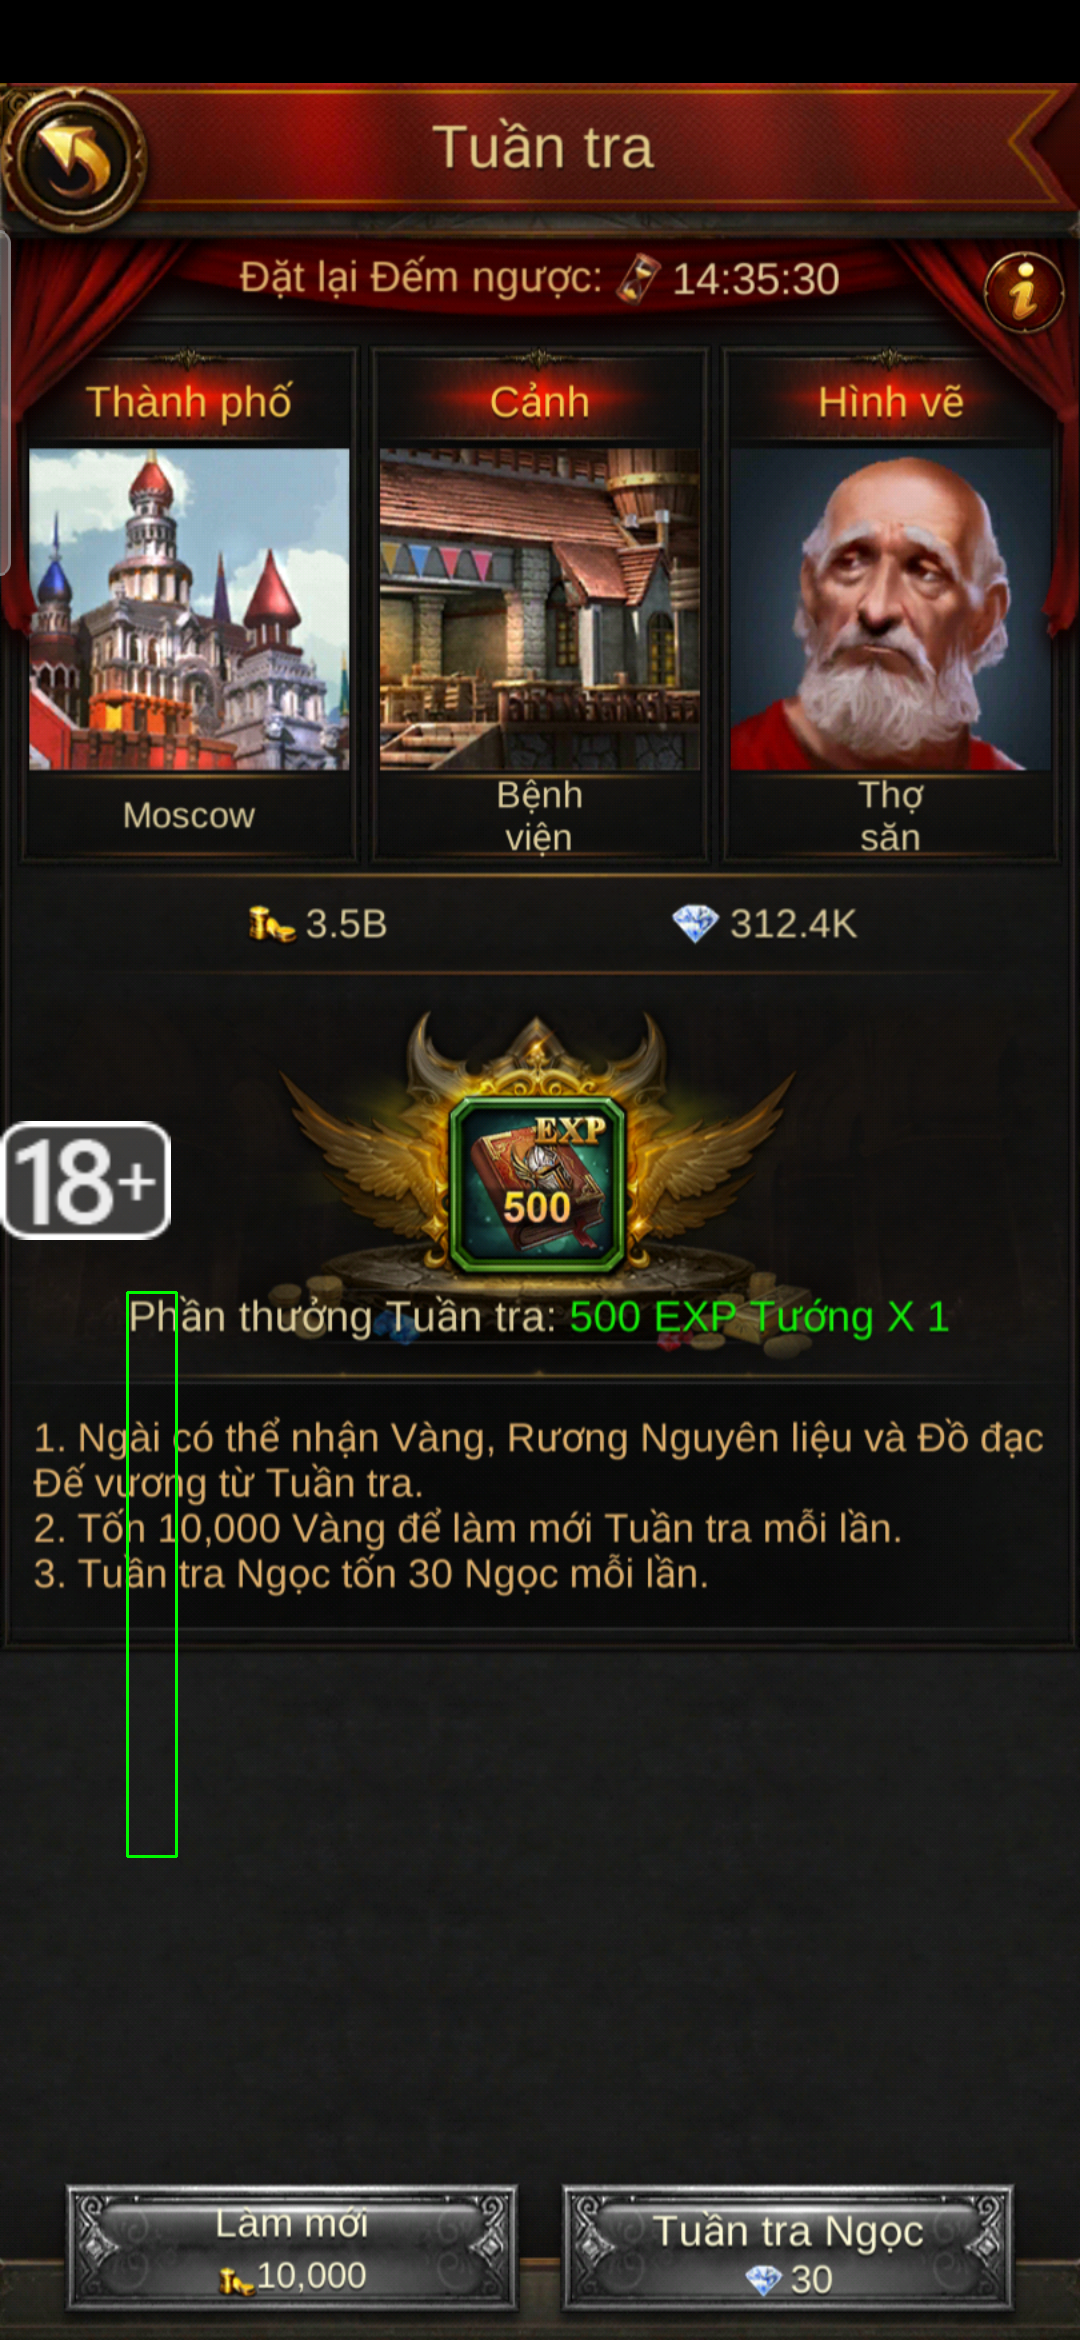 Tuần tra
Đặt lại Đếm ngược: 14:35:30
Thành phố
Cảnh
Hình vẽ
Moscow
Bệnh
viện
Thợ
săn
3.5B
312.4K
EXP
500
18+
Phần thưởng Tuần tra: 500 EXP Tướng X 1
1. Ngài có thể nhận Vàng, Rương Nguyên liệu và Đồ đạc
Đế vương từ Tuần tra.
2. Tốn 10,000 Vàng để làm mới Tuần tra mỗi lần.
3. Tuần tra Ngọc tốn 30 Ngọc mỗi lần.
Làm mới
10,000
Tuần tra Ngọc
30